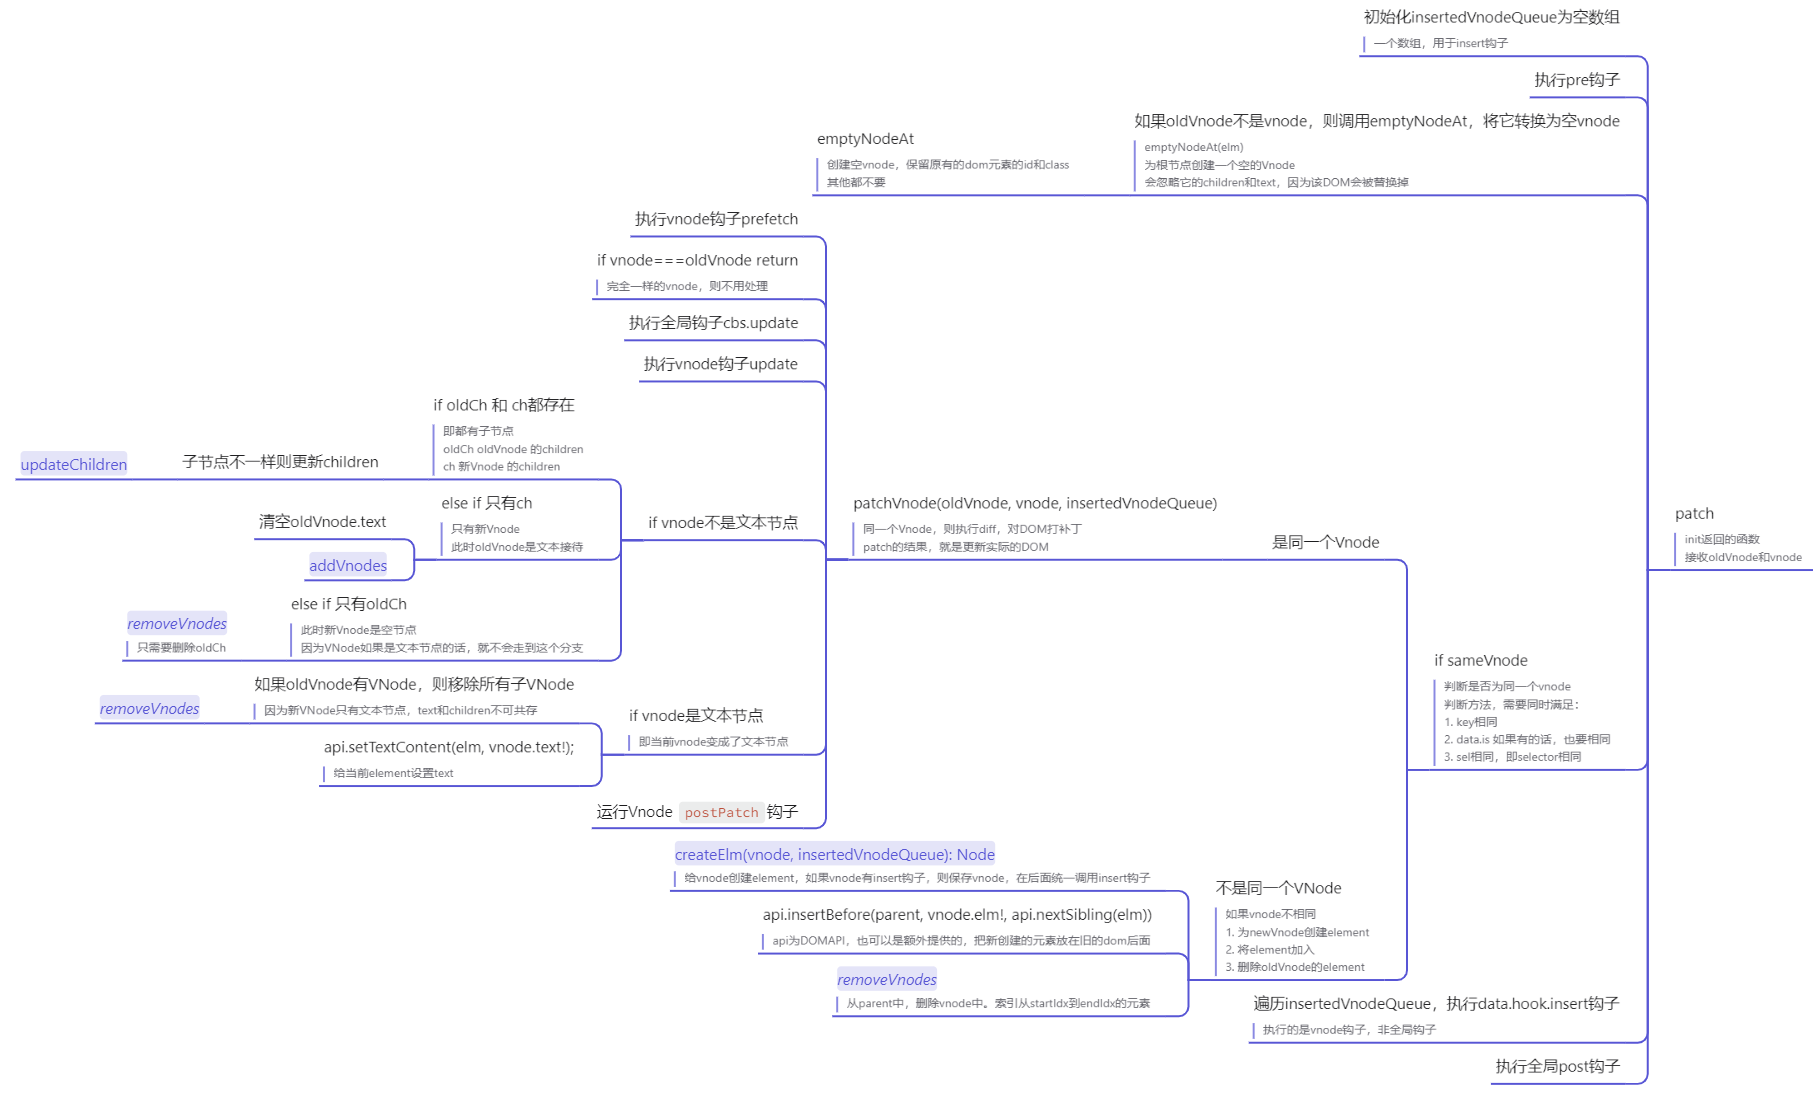 初始化insertedVnodeQueue为空数组
一个数组，用于insert钩子
执行pre钩子
如果oldVnode不是vnode，则调用emptyNodeAt，将它转换为空vnode
emptyNodeAt(elm)
为根节点创建一个空的Vnode
会忽略它的children和text，因为该DOM会被替换掉
emptyNodeAt
创建空vnode，保留原有的dom元素的id和class
其他都不要
执行vnode钩子prefetch
if vnode===oldVnode return
完全一样的vnode，则不用处理
执行全局钩子cbs.update
执行vnode钩子update
if oldCh 和 ch都存在
即都有子节点
oldCh oldVnode 的children
ch 新Vnode 的children
子节点不一样则更新children
updateChildren
else if 只有ch
只有新Vnode
此时oldVnode是文本接待
清空oldVnode.text
addVnodes
else if 只有oldCh
此时新Vnode是空节点
因为VNode如果是文本节点的话，就不会走到这个分支
removeVnodes
只需要删除oldCh
if vnode不是文本节点
如果oldVnode有VNode，则移除所有子VNode
因为新VNode只有文本节点，text和children不可共存
removeVnodes
api.setTextContent(elm, vnode.text!);
给当前element设置text
if vnode是文本节点
即当前vnode变成了文本节点
运行Vnode postPatch 钩子
patchVnode(oldVnode, vnode, insertedVnodeQueue)
同一个Vnode，则执行diff，对DOM打补丁
patch的结果，就是更新实际的DOM
是同一个Vnode
patch
init返回的函数
接收oldVnode和vnode
if sameVnode
判断是否为同一个vnode
判断方法，需要同时满足：
1. key相同
2. data.is 如果有的话，也要相同
3. sel相同，即selector相同
createElm(vnode, insertedVnodeQueue): Node
给vnode创建element，如果vnode有insert钩子，则保存vnode，在后面统一调用insert钩子
api.insertBefore(parent, vnode.elm!, api.nextSibling(elm))
api为DOMAPI，也可以是额外提供的，把新创建的元素放在旧的dom后面
removeVnodes
从parent中，删除vnode中。索引从startIdx到endIdx的元素
不是同一个VNode
如果vnode不相同
1. 为newVnode创建element
2. 将element加入
3. 删除oldVnode的element
遍历insertedVnodeQueue，执行data.hook.insert钩子
执行的是vnode钩子，非全局钩子
执行全局post钩子